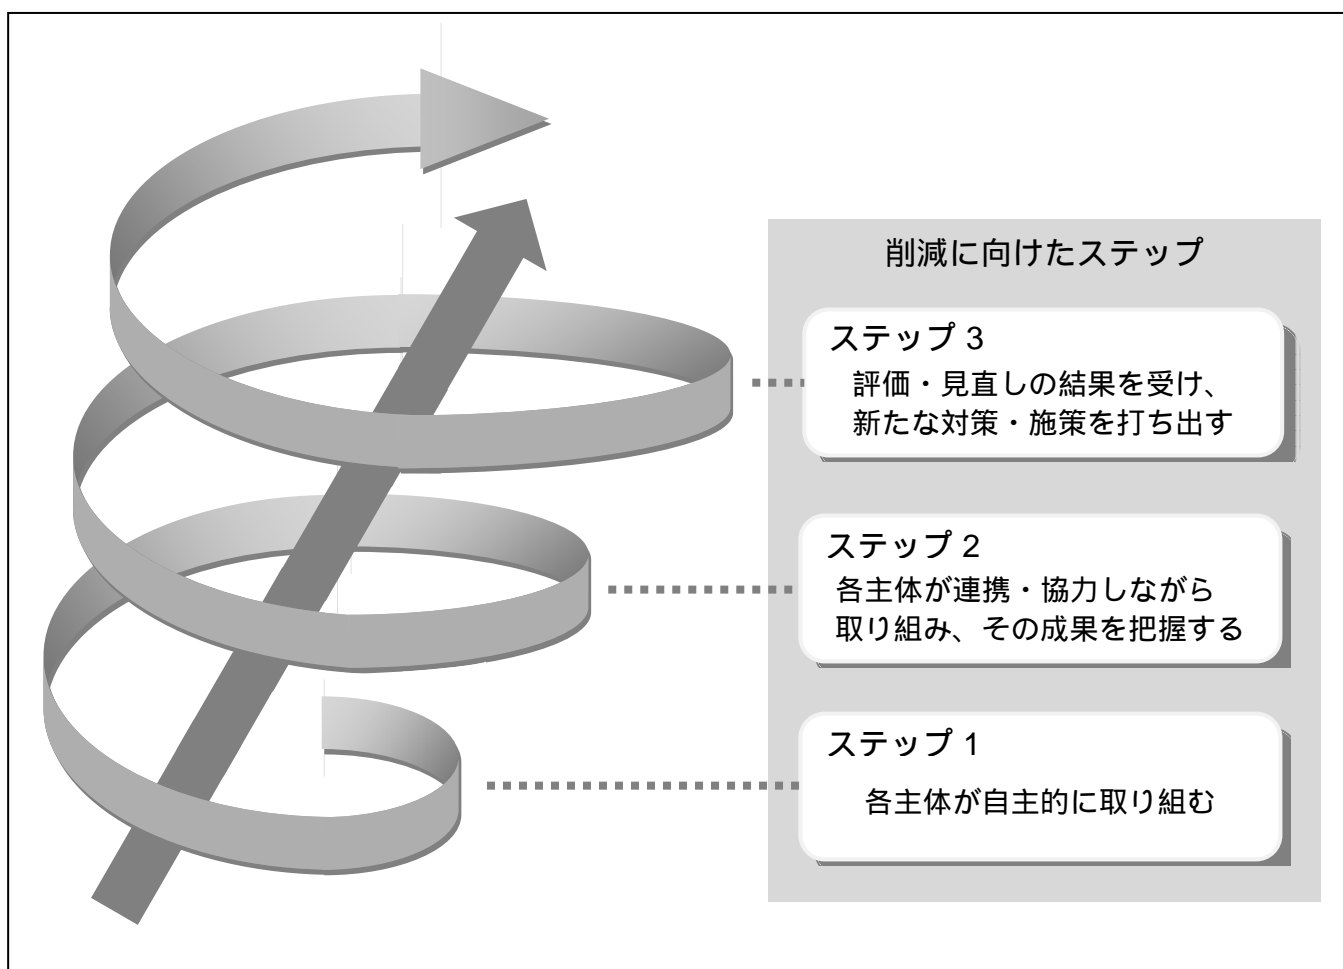 削減に向けたステップ
ステップ 3
評価・見直しの結果を受け、
新たな対策・施策を打ち出す
ステップ 2
各主体が連携・協力しながら
取り組み、その成果を把握する
ステップ 1
各主体が自主的に取り組む